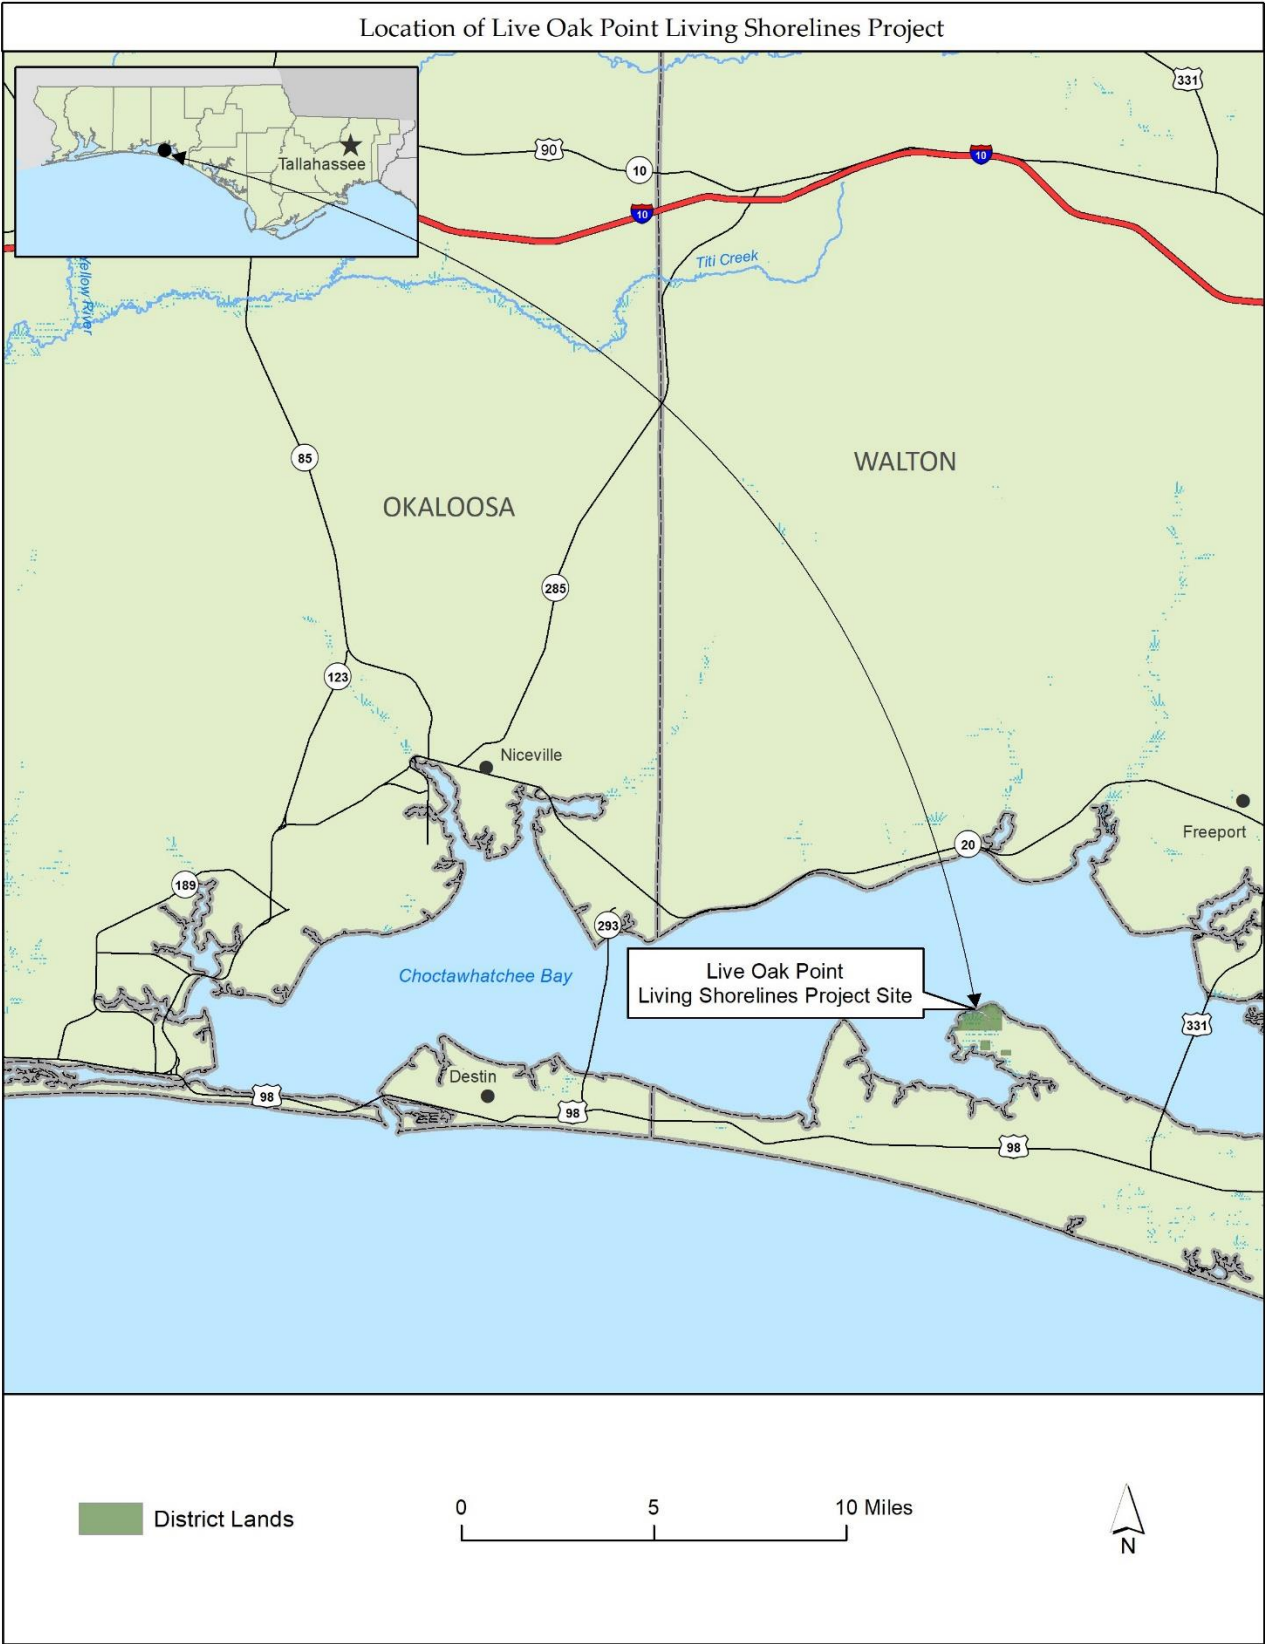 Location of Live Oak Point Living Shorelines Project
Tallahassee
331
90
10
10
10
Titi Creek
Yellow River
85
WALTON
OKALOOSA
285
123
Niceville
Freeport
20
189
293
Choctawhatchee Bay
Live Oak Point
Living Shorelines Project Site
331
Destin
98
98
98
District Lands
0 5 10 Miles
N